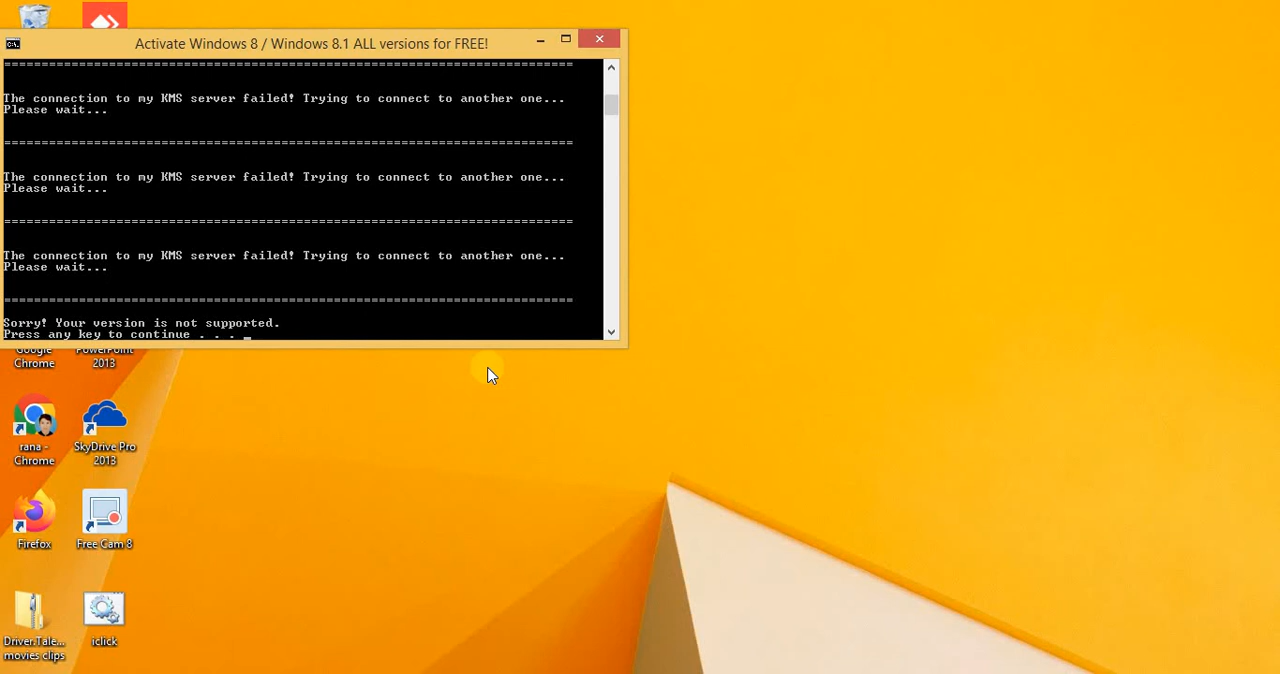 Activate Windows 8 / Windows 8.1 ALL versions for FREE!
C:\.
============================================================================
The connection to my KMS server failed! Trying to connect to another one...
Please wait...
============================================================================
The connection to my KMS server failed! Trying to connect to another one...
Please wait...
============================================================================
The connection to my KMS server failed! Trying to connect to another one...
Please wait...
============================================================================
Sorry! Your version is not supported.
Press any key to continue . . . _
Google
Chrome
PowerPoint
2013
rana -
Chrome
SkyDrive Pro
2013
Firefox
Free Cam 8
Driver.Tale...
movies clips
iclick